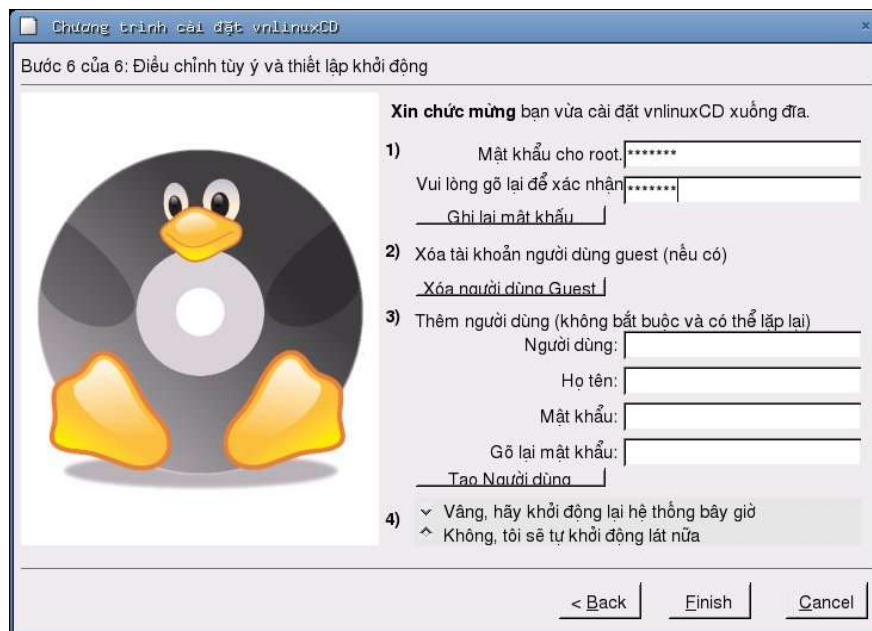 Chương trình cài đặt vnlinuxCD
Bước 6 của 6: Điều chỉnh tùy ý và thiết lập khởi động
Xin chức mừng bạn vừa cài đặt vnlinuxCD xuống đĩa.
1) Mật khẩu cho root. *******
Vui lòng gõ lại để xác nhận *******
Ghi lại mật khẩu
2) Xóa tài khoản người dùng guest (nếu có)
Xóa người dùng Guest
3) Thêm người dùng (không bắt buộc và có thể lặp lại)
Người dùng:
Họ tên:
Mật khẩu:
Gõ lại mật khẩu:
Tạo Người dùng
4) Vâng, hãy khởi động lại hệ thống bây giờ
Không, tôi sẽ tự khởi động lát nữa
< Back Finish Cancel